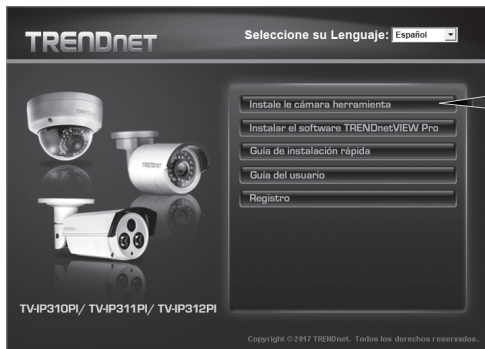 TRENDNET
Seleccione su Lenguaje: Español
Instale le cámara herramienta
Instalar el software TRENDnetVIEW Pro
Guía de instalación rápida
Guía del usuario
Registro
TRENDNET
TV-IP310PI/ TV-IP311PI/ TV-IP312PI
Copyright © 2017 TRENDnet. Todos los derechos reservados.